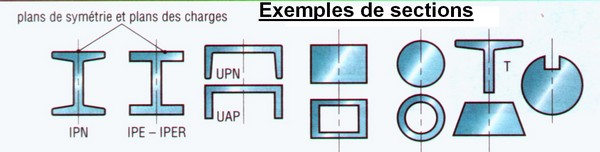 Exemples de sections
plans de symétrie et plans des charges
UPN
T
UAP
IPN
IPE – IPER